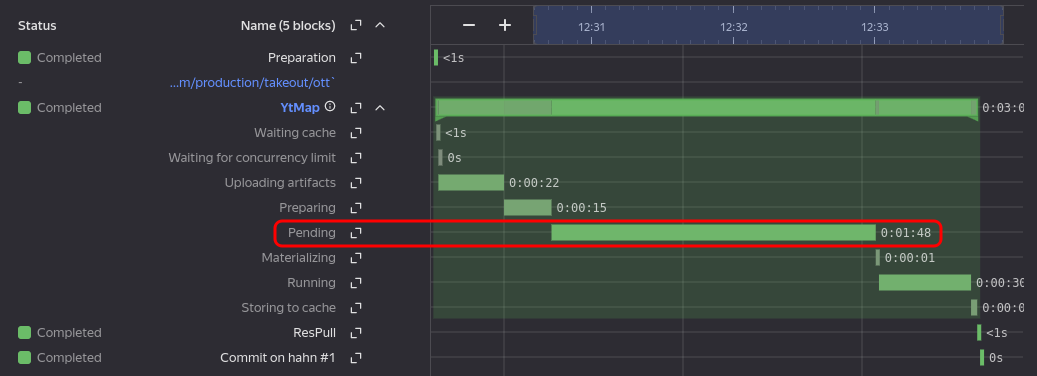 Status Name (5 blocks) − + 12:31 12:32 12:33
Completed Preparation <1s
- ...m/production/takeout/ott`
Completed YtMap 0:03:0
Waiting cache <1s
Waiting for concurrency limit 0s
Uploading artifacts 0:00:22
Preparing 0:00:15
Pending 0:01:48
Materializing 0:00:01
Running 0:00:30
Storing to cache 0:00:0
Completed ResPull <1s
Completed Commit on hahn #1 0s